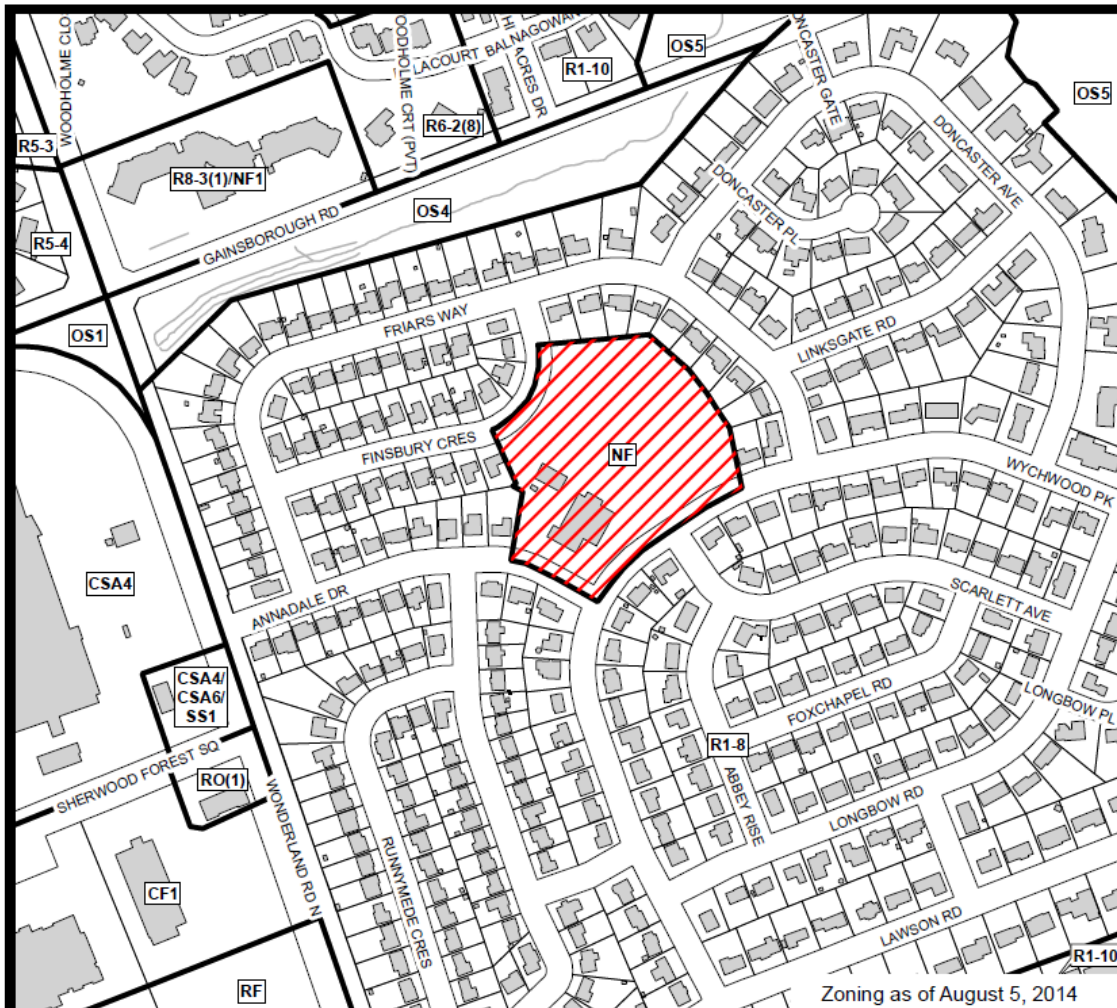 WOODHOLME CLO
OODHOLME CRT (PVT)
LACOURT BALNAGOWAN
ACRES DR
OS5
R1-10
DONCASTER GATE
OS5
R5-3
R6-2(8)
R8-3(1)/NF1
DONCASTER AVE
DONCASTER PL
OS4
GAINSBOROUGH RD
R5-4
FRIARS WAY
OS1
LINKSGATE RD
FINSBURY CRES
NF
WYCHWOOD PK
CSA4
ANNADALE DR
SCARLETT AVE
CSA4/
CSA6/
SS1
LONGBOW PL
FOXCHAPEL RD
SHERWOOD FOREST SQ
R1-8
RO(1)
ABBEY RISE
LONGBOW RD
WONDERLAND RD N
RUNNYMEDE CRES
CF1
LAWSON RD
R1-10
RF
Zoning as of August 5, 2014